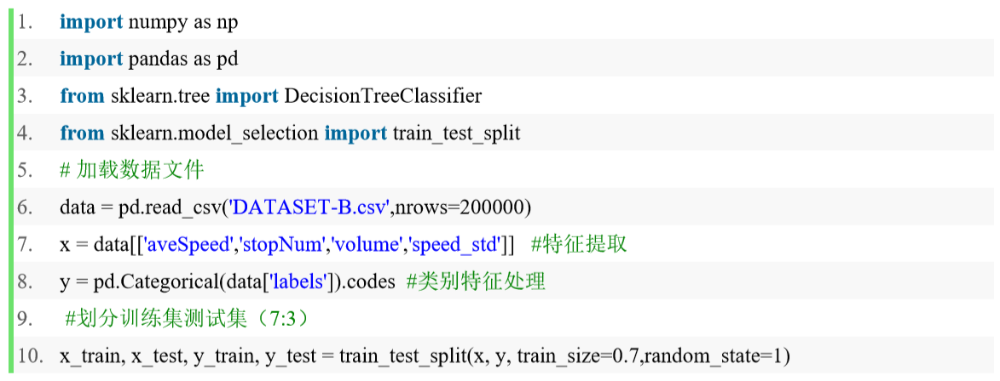 1. import numpy as np
2. import pandas as pd
3. from sklearn.tree import DecisionTreeClassifier
4. from sklearn.model_selection import train_test_split
5. # 加载数据文件
6. data = pd.read_csv('DATASET-B.csv',nrows=200000)
7. x = data[['aveSpeed','stopNum','volume','speed_std']] #特征提取
8. y = pd.Categorical(data['labels']).codes #类别特征处理
9. #划分训练集测试集（7:3）
10. x_train, x_test, y_train, y_test = train_test_split(x, y, train_size=0.7,random_state=1)